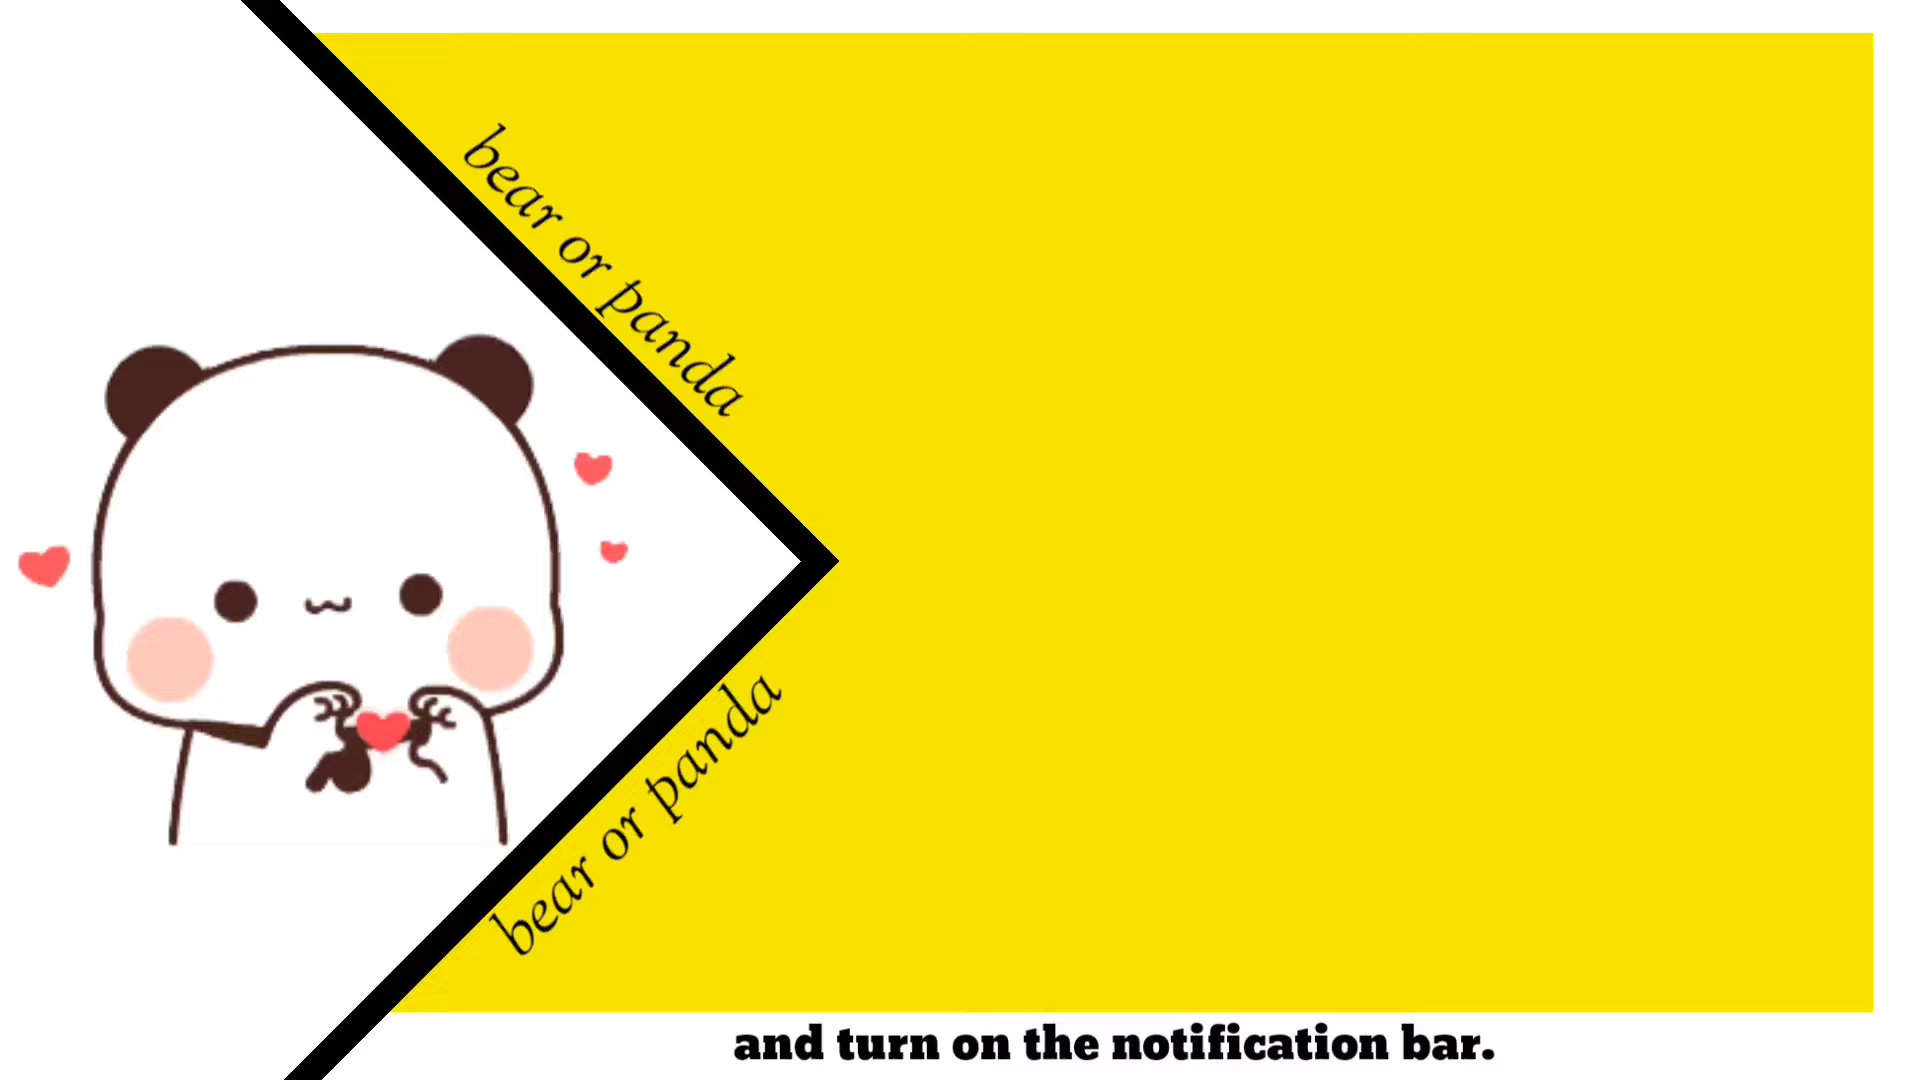 bear or panda
bear or panda
and turn on the notification bar.